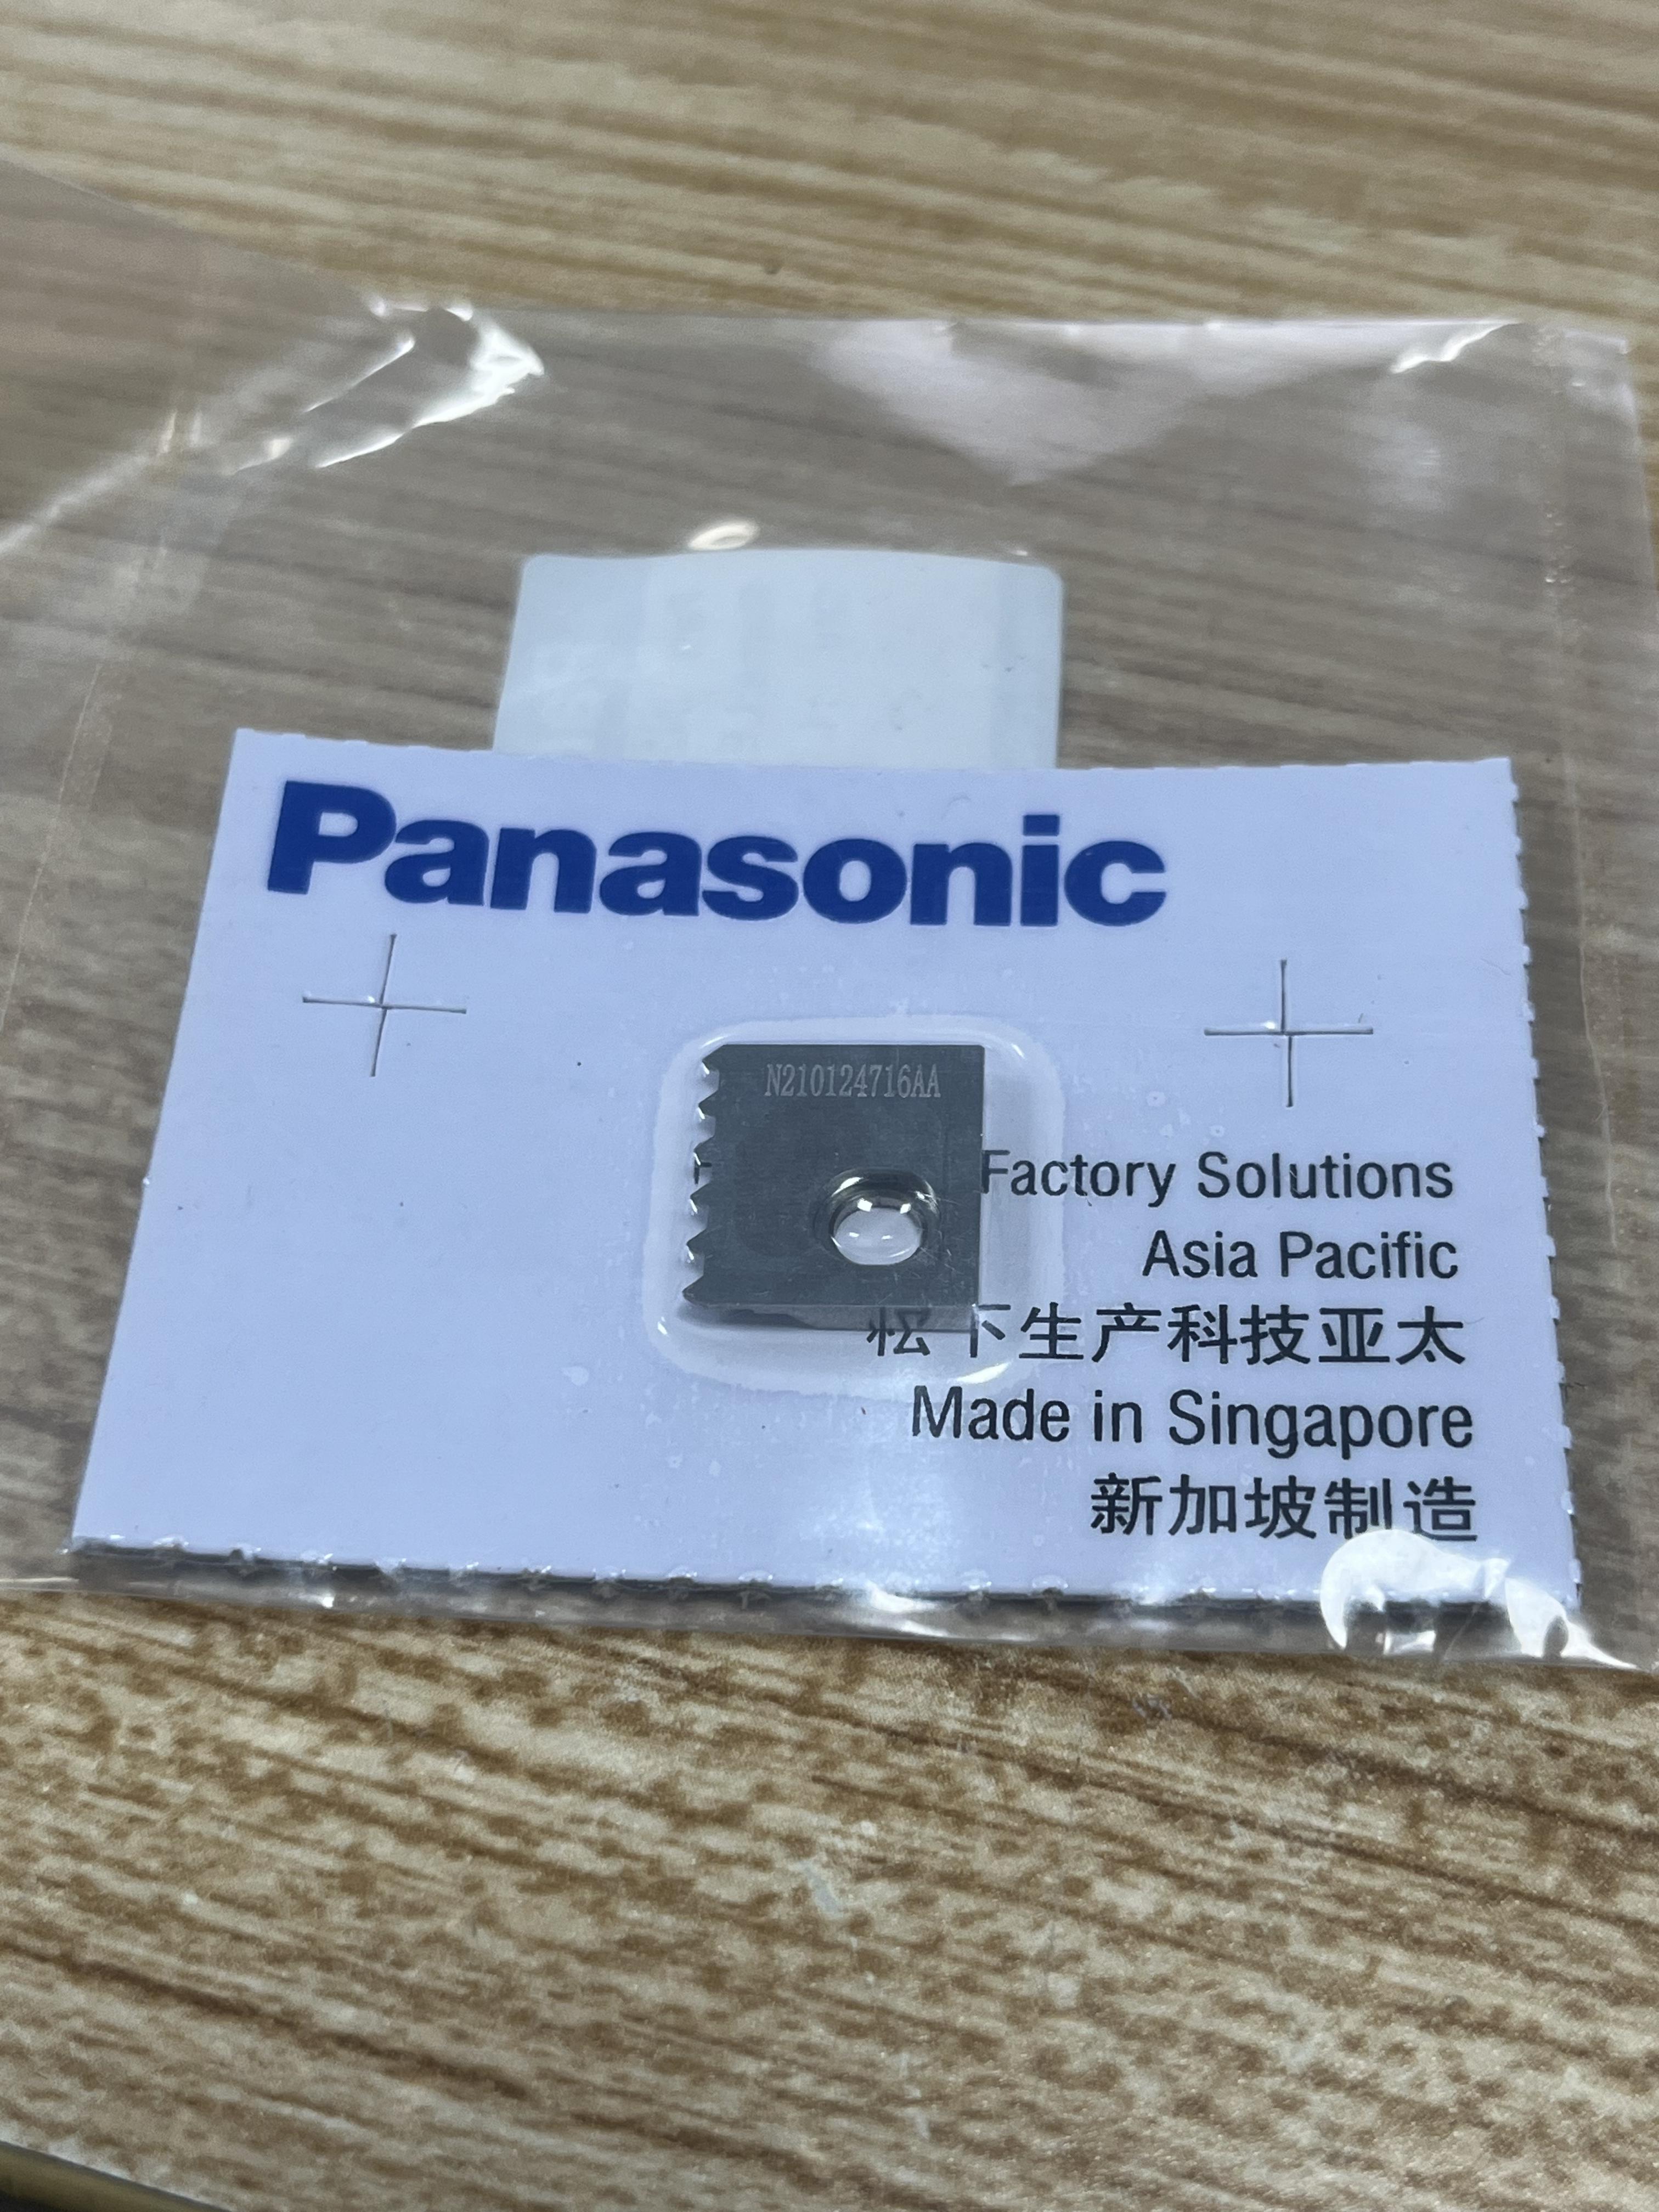 Panasonic
N210124716AA
Factory Solutions
Asia Pacific
松下生产科技亚太
Made in Singapore
新加坡制造